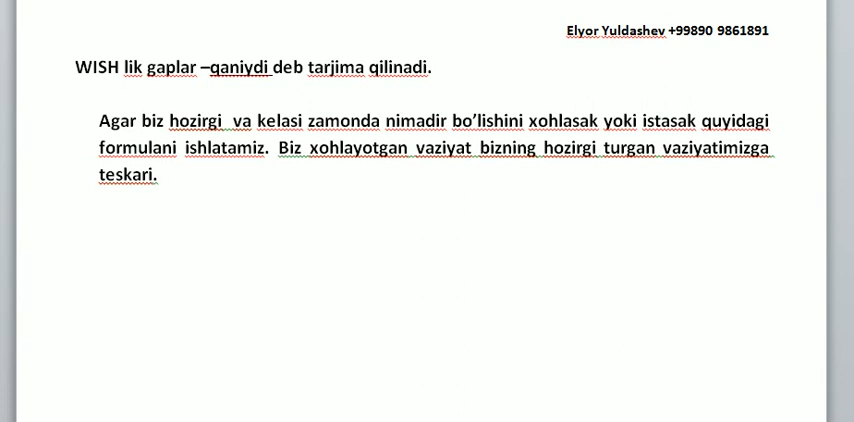 Elyor Yuldashev +99890 9861891
WISH lik gaplar –qaniydi deb tarjima qilinadi.
Agar biz hozirgi va kelasi zamonda nimadir bo’lishini xohlasak yoki istasak quyidagi
formulani ishlatamiz. Biz xohlayotgan vaziyat bizning hozirgi turgan vaziyatimizga
teskari.